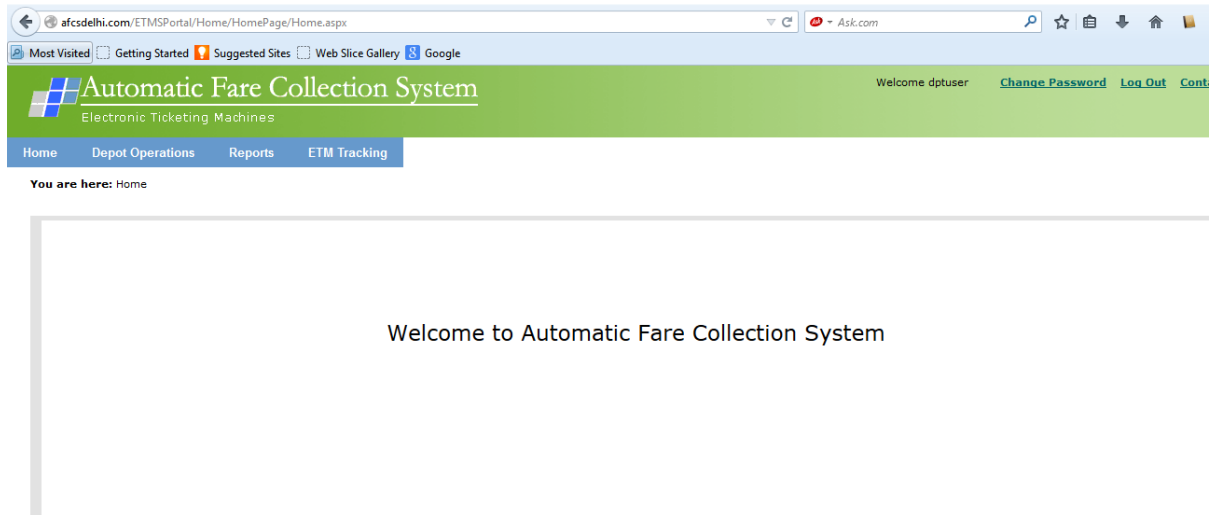 afcsdelhi.com/ETMSPortal/Home/HomePage/Home.aspx Ask.com
Most Visited Getting Started Suggested Sites Web Slice Gallery 8 Google
Automatic Fare Collection System Welcome dptuser Change Password Log Out Conta
Electronic Ticketing Machines
Home Depot Operations Reports ETM Tracking
You are here: Home
Welcome to Automatic Fare Collection System